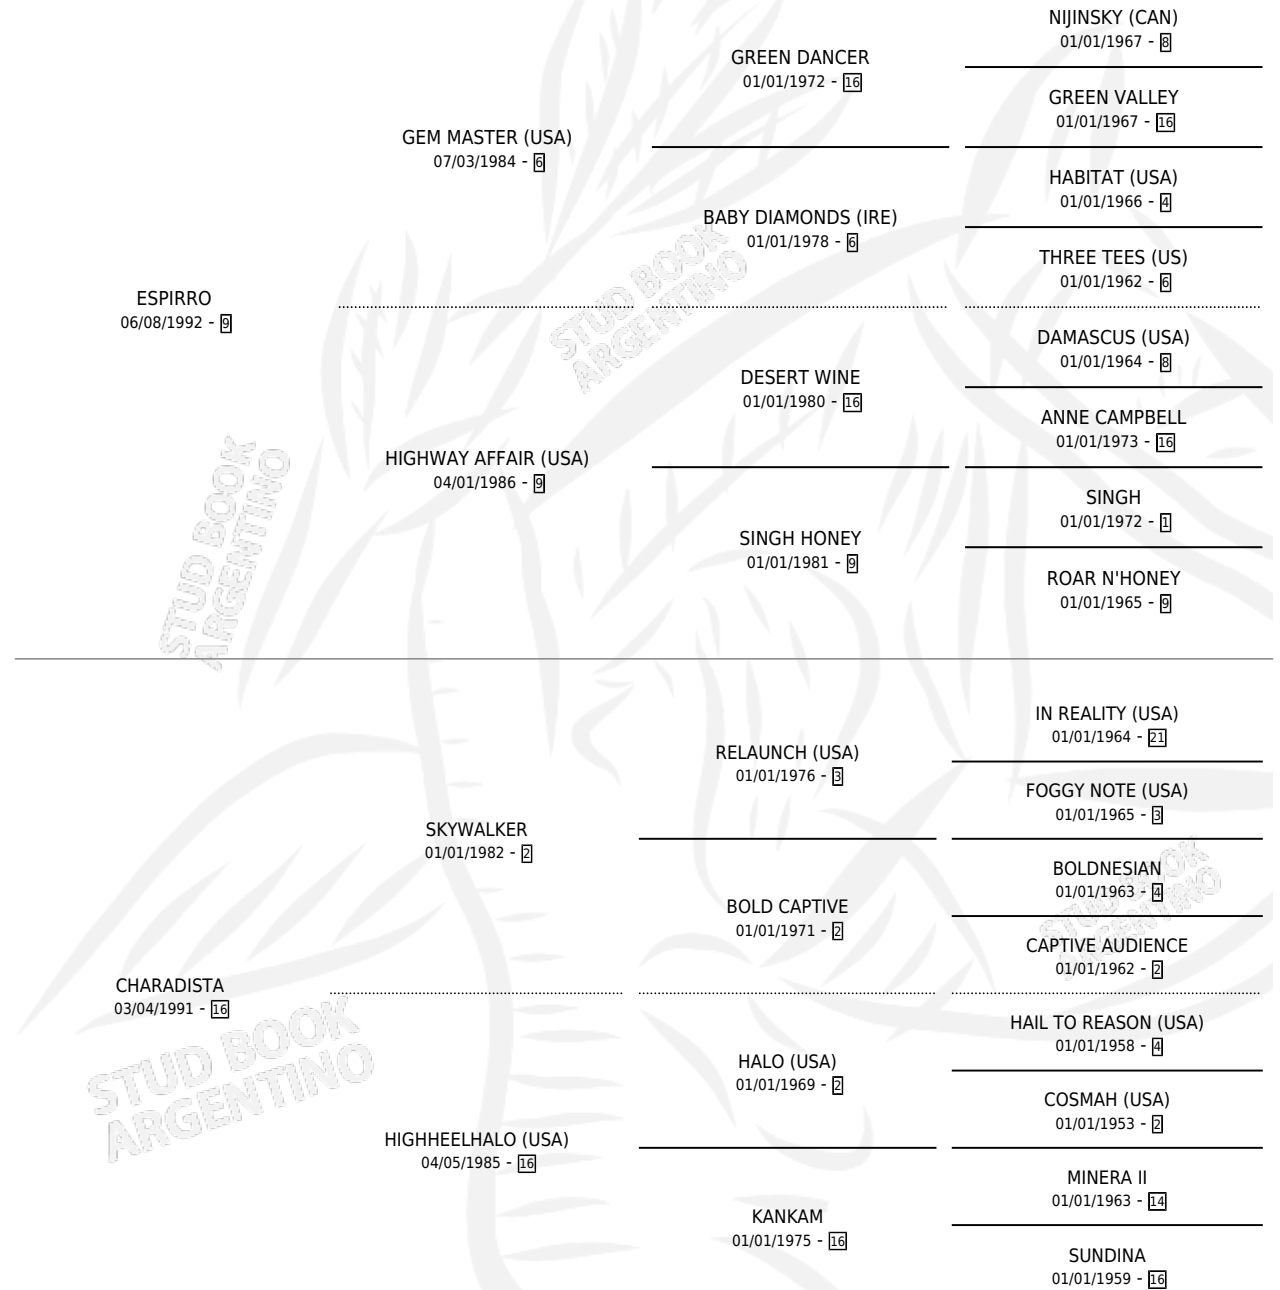 NIJINSKY (CAN)
01/01/1967 - 8
GREEN DANCER
01/01/1972 - 16
GREEN VALLEY
01/01/1967 - 16
GEM MASTER (USA)
07/03/1984 - 6
HABITAT (USA)
01/01/1966 - 4
BABY DIAMONDS (IRE)
01/01/1978 - 6
THREE TEES (US)
01/01/1962 - 6
ESPIRRO
06/08/1992 - 9
DAMASCUS (USA)
01/01/1964 - 8
DESERT WINE
01/01/1980 - 16
ANNE CAMPBELL
01/01/1973 - 16
HIGHWAY AFFAIR (USA)
04/01/1986 - 9
SINGH
01/01/1972 - 1
SINGH HONEY
01/01/1981 - 9
ROAR N'HONEY
01/01/1965 - 9
IN REALITY (USA)
01/01/1964 - 21
RELAUNCH (USA)
01/01/1976 - 3
FOGGY NOTE (USA)
01/01/1965 - 3
SKYWALKER
01/01/1982 - 2
BOLDNESIAN
01/01/1963 - 4
BOLD CAPTIVE
01/01/1971 - 2
CAPTIVE AUDIENCE
01/01/1962 - 2
CHARADISTA
03/04/1991 - 16
HAIL TO REASON (USA)
01/01/1958 - 4
HALO (USA)
01/01/1969 - 2
COSMAH (USA)
01/01/1953 - 2
HIGHHEELHALO (USA)
04/05/1985 - 16
MINERA II
01/01/1963 - 14
KANKAM
01/01/1975 - 16
SUNDINA
01/01/1959 - 16
STUD BOOK
ARGENTINO
STUD BOOK
ARGENTINO
STUD BOOK
ARGENTINO
STUD BOOK
ARGENTINO